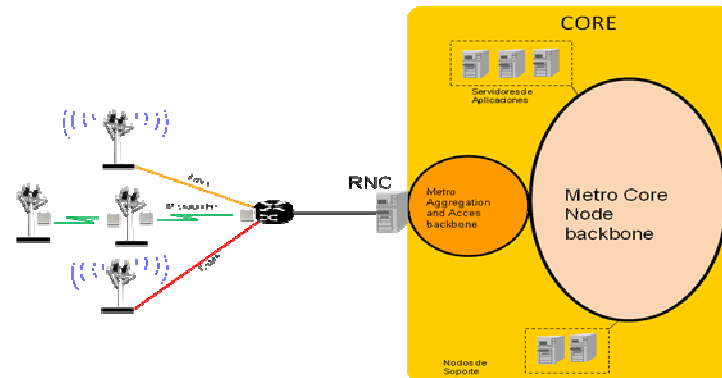 CORE
Servidores de
Aplicaciones
RNC
Metro
Aggregation
and Acces
backbone
Metro Core
Node
backbone
Nodos de
Soporte